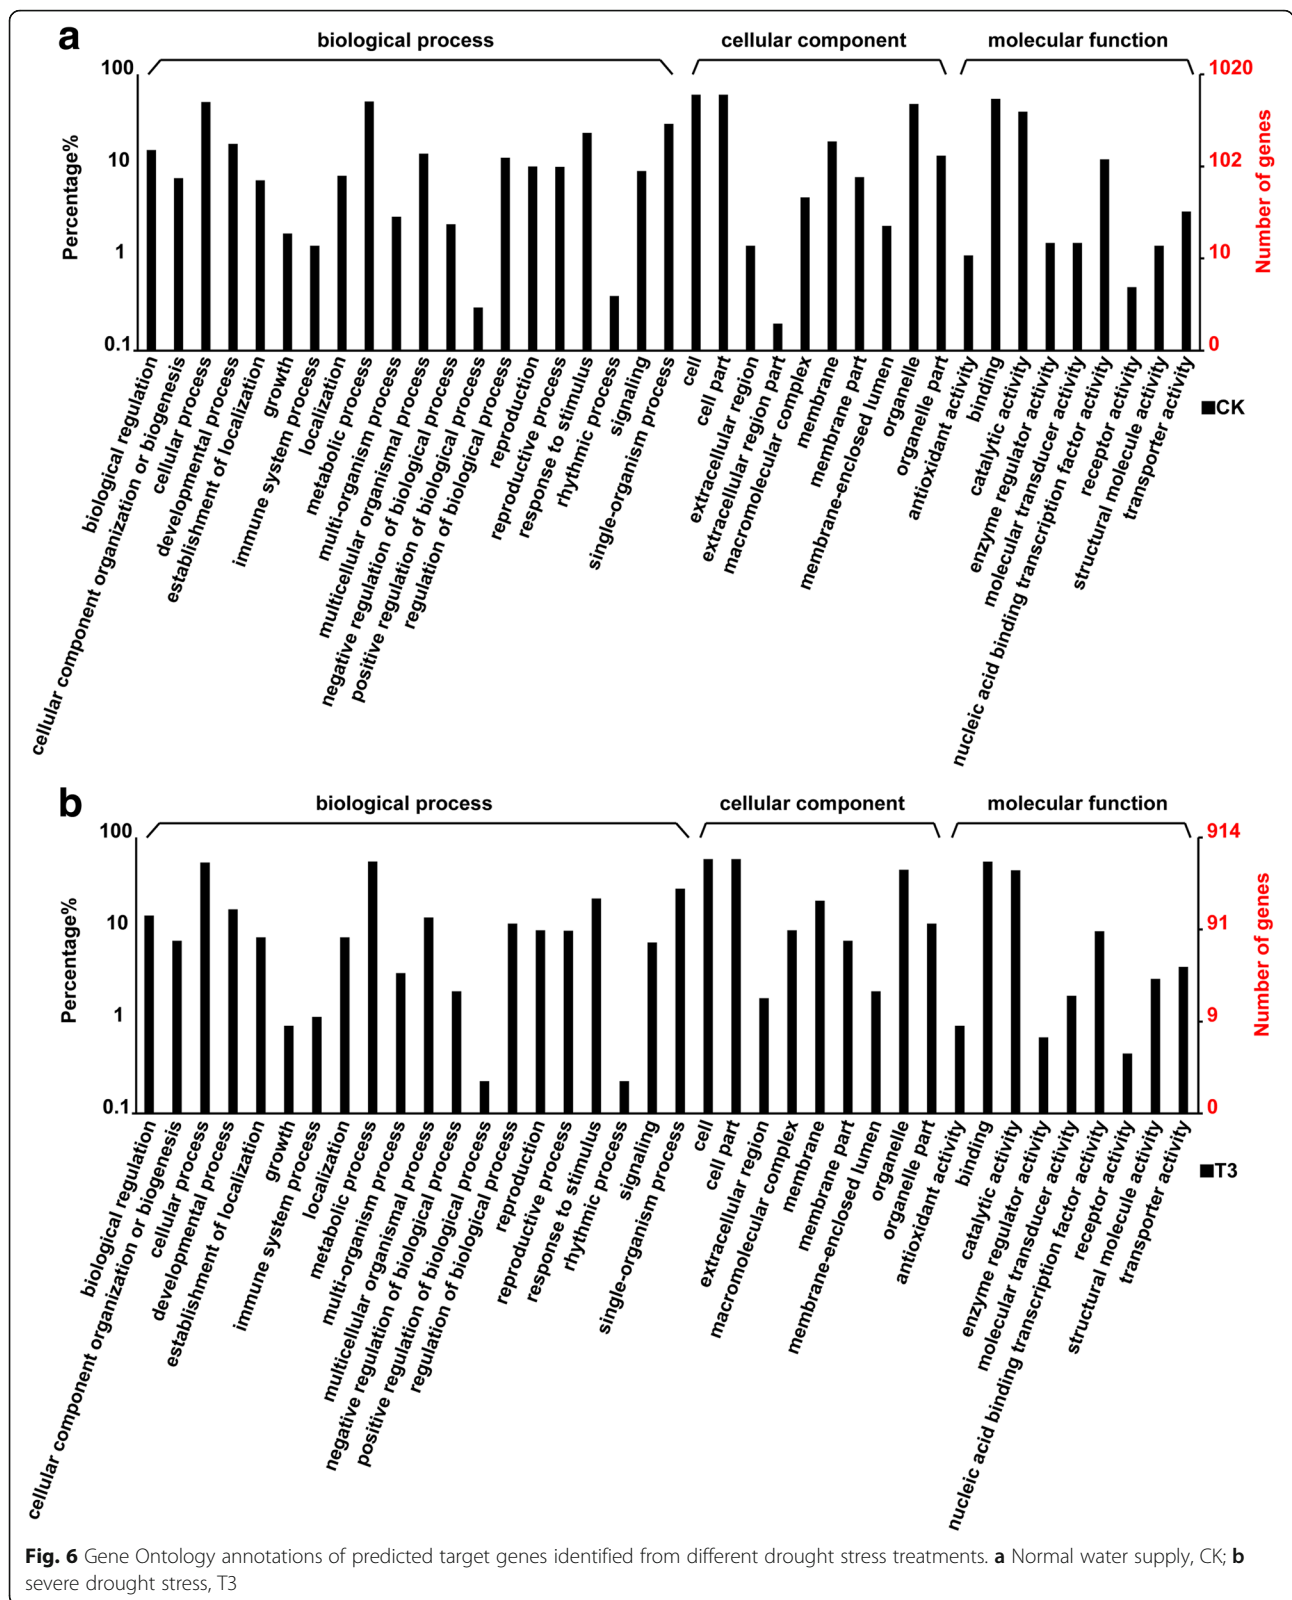 a
biological process cellular component molecular function
100 1020
10 102
1 10
0.1 0
Percentage%
Number of genes
biological regulation
cellular component organization or biogenesis
cellular process
developmental process
establishment of localization
growth
immune system process
localization
metabolic process
multi-organism process
multicellular organismal process
negative regulation of biological process
positive regulation of biological process
regulation of biological process
reproduction
reproductive process
response to stimulus
rhythmic process
signaling
single-organism process
cell
cell part
extracellular region
extracellular region part
macromolecular complex
membrane
membrane part
membrane-enclosed lumen
organelle
organelle part
antioxidant activity
binding
catalytic activity
enzyme regulator activity
molecular transducer activity
nucleic acid binding transcription factor activity
receptor activity
structural molecule activity
transporter activity
CK
b
biological process cellular component molecular function
100 914
10 91
1 9
0.1 0
Percentage%
Number of genes
biological regulation
cellular component organization or biogenesis
cellular process
developmental process
establishment of localization
growth
immune system process
localization
metabolic process
multi-organism process
multicellular organismal process
negative regulation of biological process
positive regulation of biological process
regulation of biological process
reproduction
reproductive process
response to stimulus
rhythmic process
signaling
single-organism process
cell
cell part
extracellular region
macromolecular complex
membrane
membrane part
membrane-enclosed lumen
organelle
organelle part
antioxidant activity
binding
catalytic activity
enzyme regulator activity
molecular transducer activity
nucleic acid binding transcription factor activity
receptor activity
structural molecule activity
transporter activity
T3
Fig. 6 Gene Ontology annotations of predicted target genes identified from different drought stress treatments. a Normal water supply, CK; b
severe drought stress, T3